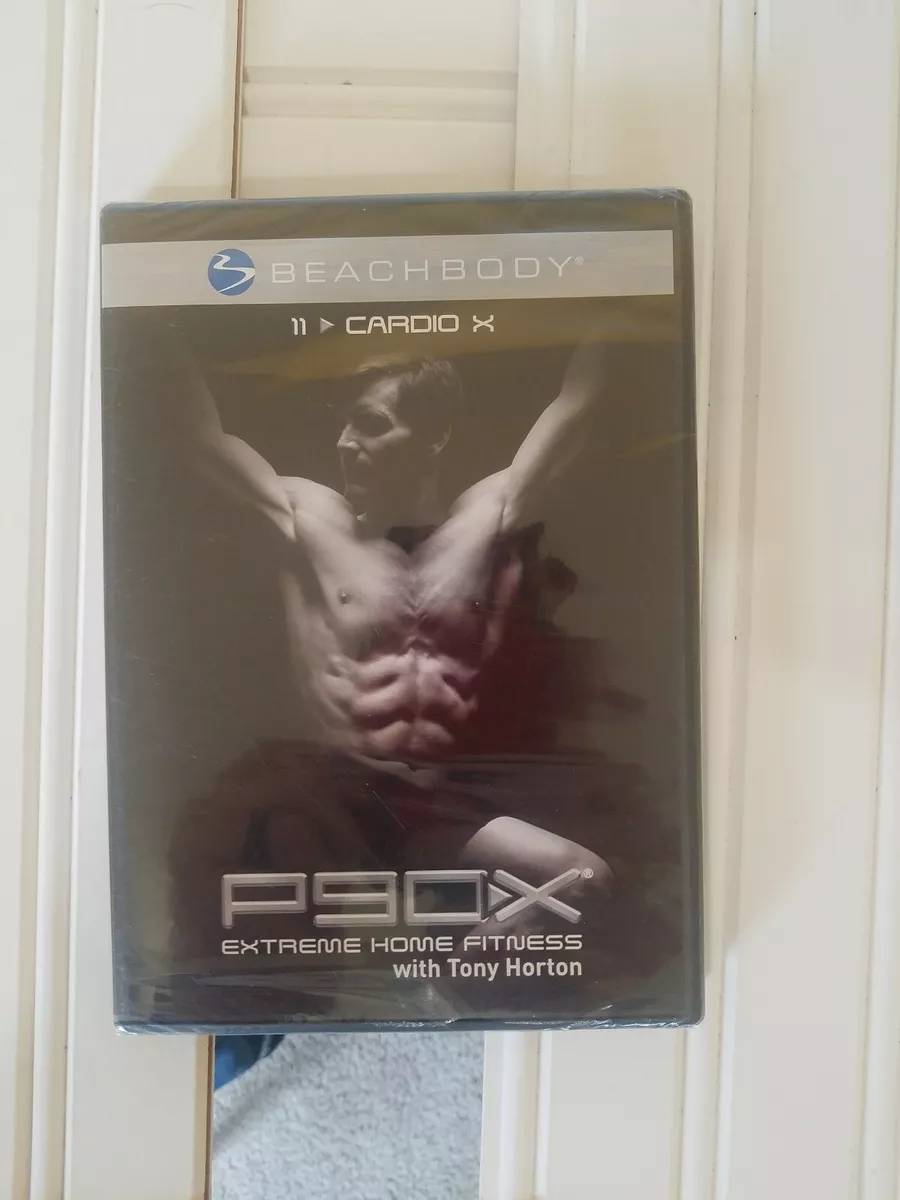 BEACHBODY®
11 ▶ CARDIO X
P90X®
EXTREME HOME FITNESS
with Tony Horton